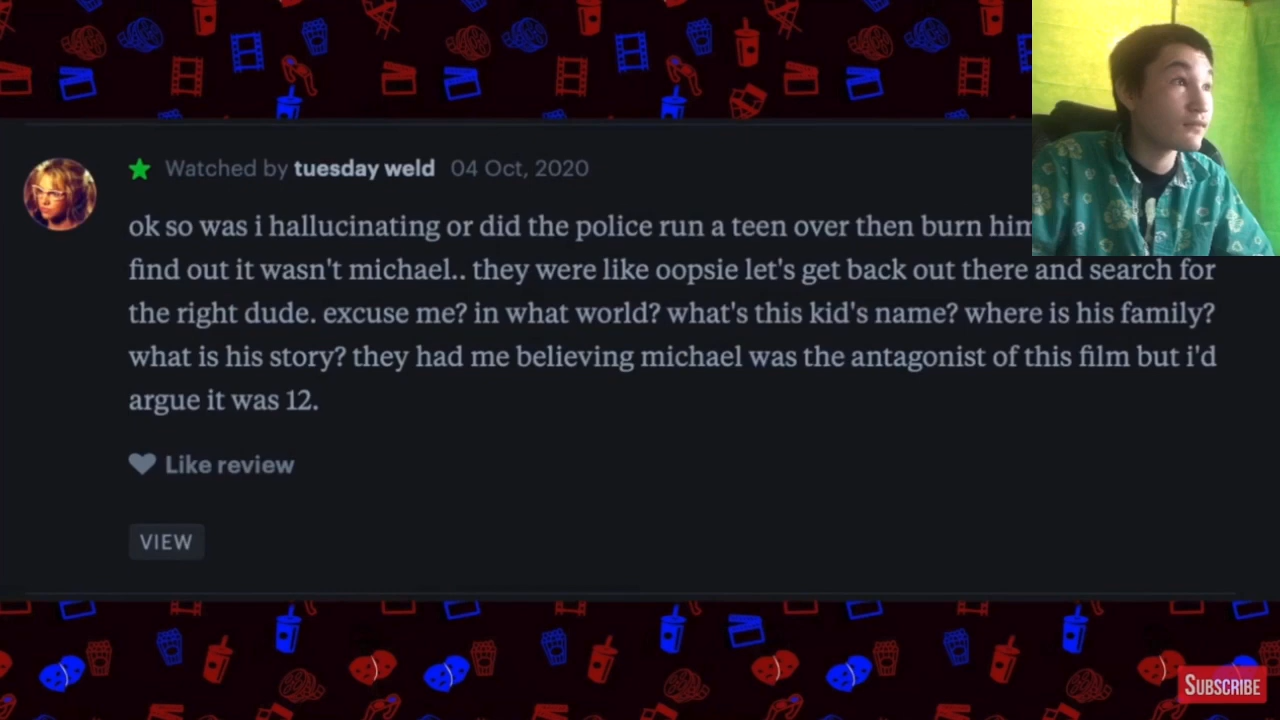 Watched by tuesday weld 04 Oct, 2020
ok so was i hallucinating or did the police run a teen over then burn him
find out it wasn't michael.. they were like oopsie let's get back out there and search for
the right dude. excuse me? in what world? what's this kid's name? where is his family?
what is his story? they had me believing michael was the antagonist of this film but i'd
argue it was 12.
Like review
VIEW
SUBSCRIBE